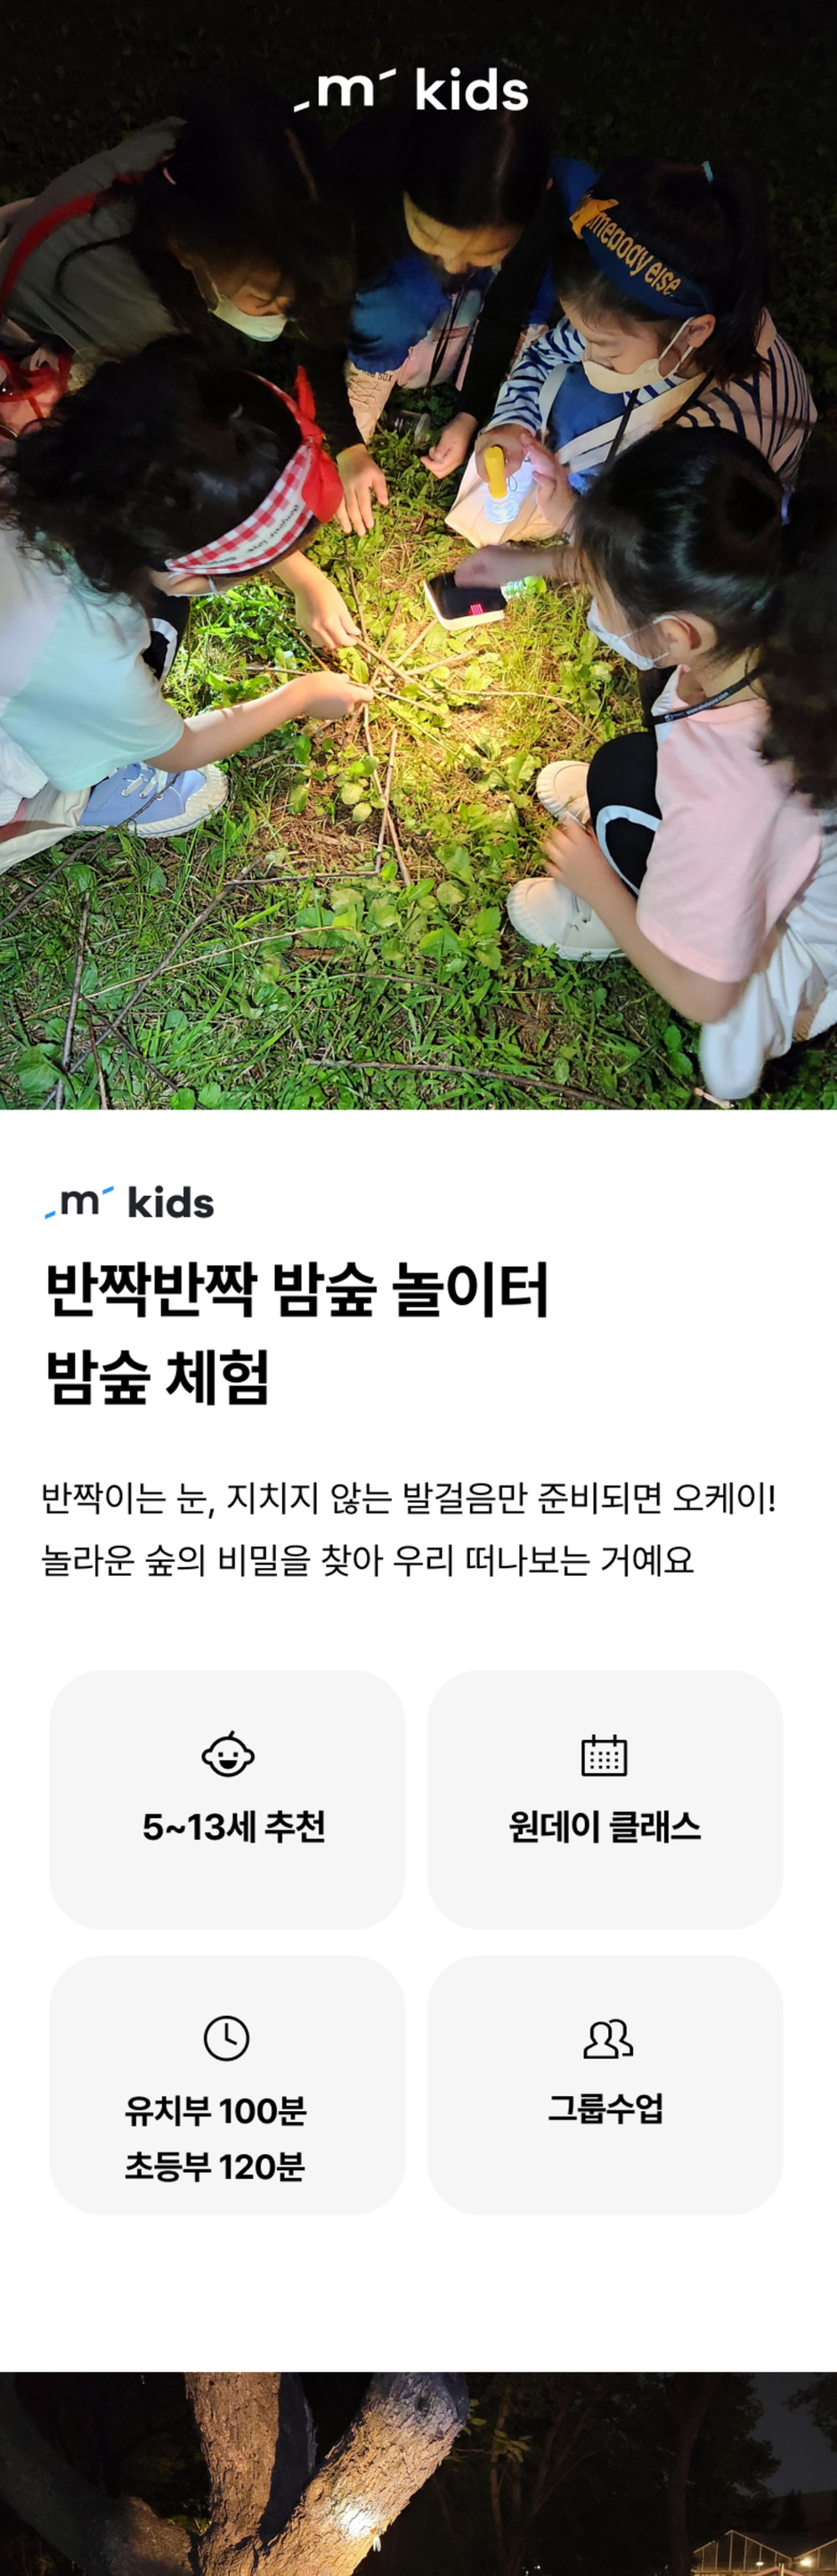 m kids
somebody else.
m kids
반짝반짝 밤숲 놀이터
밤숲 체험
반짝이는 눈, 지치지 않는 발걸음만 준비되면 오케이!
놀라운 숲의 비밀을 찾아 우리 떠나보는 거예요
5~13세 추천
원데이 클래스
유치부 100분
초등부 120분
그룹수업